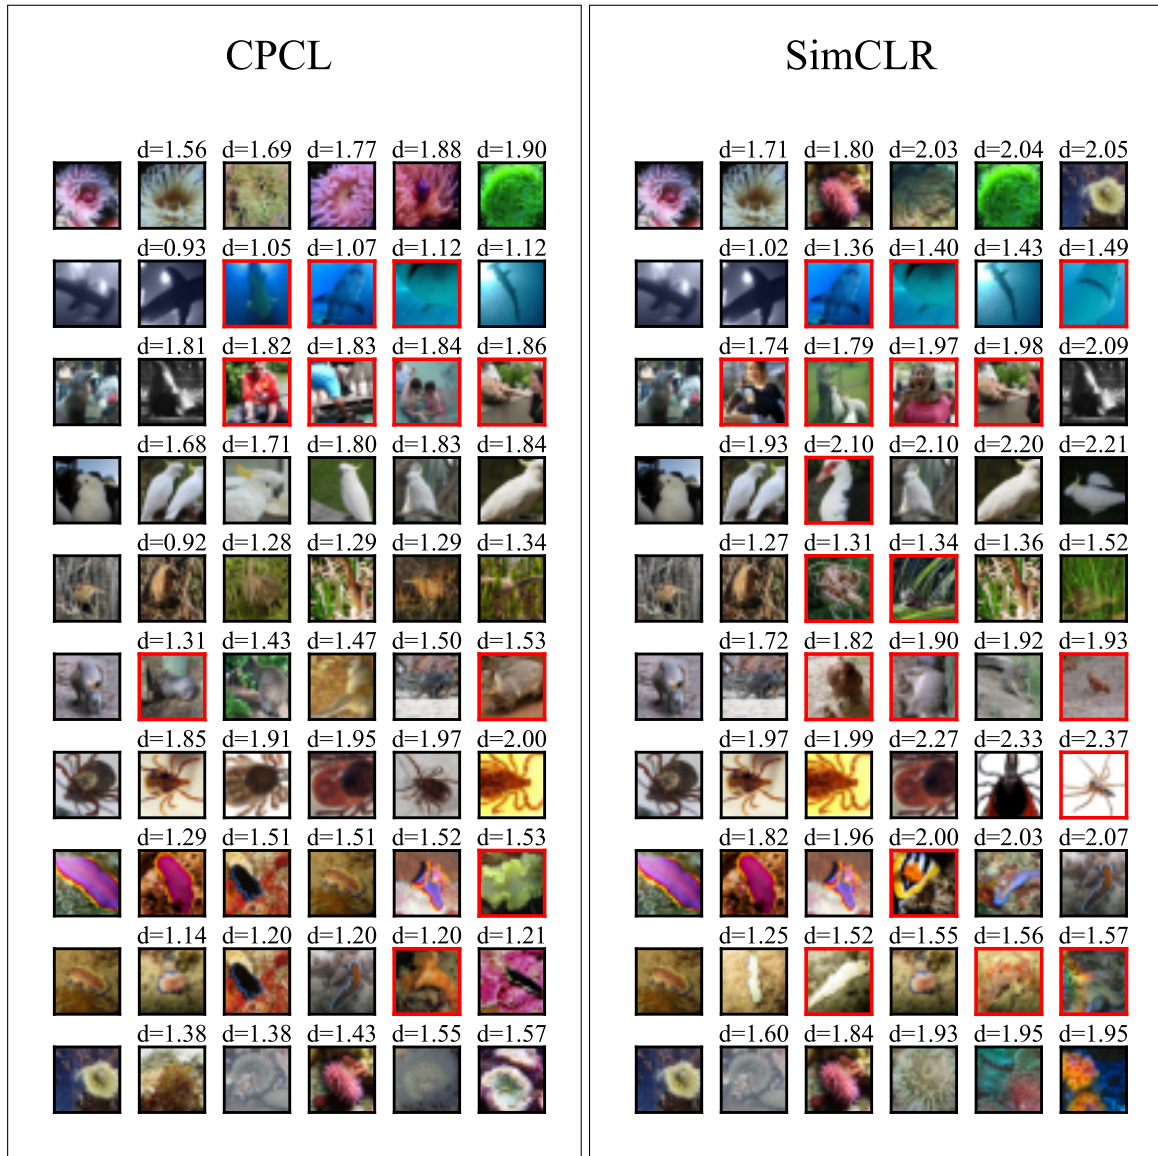 CPCL
d=1.56 d=1.69 d=1.77 d=1.88 d=1.90
d=0.93 d=1.05 d=1.07 d=1.12 d=1.12
d=1.81 d=1.82 d=1.83 d=1.84 d=1.86
d=1.68 d=1.71 d=1.80 d=1.83 d=1.84
d=0.92 d=1.28 d=1.29 d=1.29 d=1.34
d=1.31 d=1.43 d=1.47 d=1.50 d=1.53
d=1.85 d=1.91 d=1.95 d=1.97 d=2.00
d=1.29 d=1.51 d=1.51 d=1.52 d=1.53
d=1.14 d=1.20 d=1.20 d=1.20 d=1.21
d=1.38 d=1.38 d=1.43 d=1.55 d=1.57
SimCLR
d=1.71 d=1.80 d=2.03 d=2.04 d=2.05
d=1.02 d=1.36 d=1.40 d=1.43 d=1.49
d=1.74 d=1.79 d=1.97 d=1.98 d=2.09
d=1.93 d=2.10 d=2.10 d=2.20 d=2.21
d=1.27 d=1.31 d=1.34 d=1.36 d=1.52
d=1.72 d=1.82 d=1.90 d=1.92 d=1.93
d=1.97 d=1.99 d=2.27 d=2.33 d=2.37
d=1.82 d=1.96 d=2.00 d=2.03 d=2.07
d=1.25 d=1.52 d=1.55 d=1.56 d=1.57
d=1.60 d=1.84 d=1.93 d=1.95 d=1.95